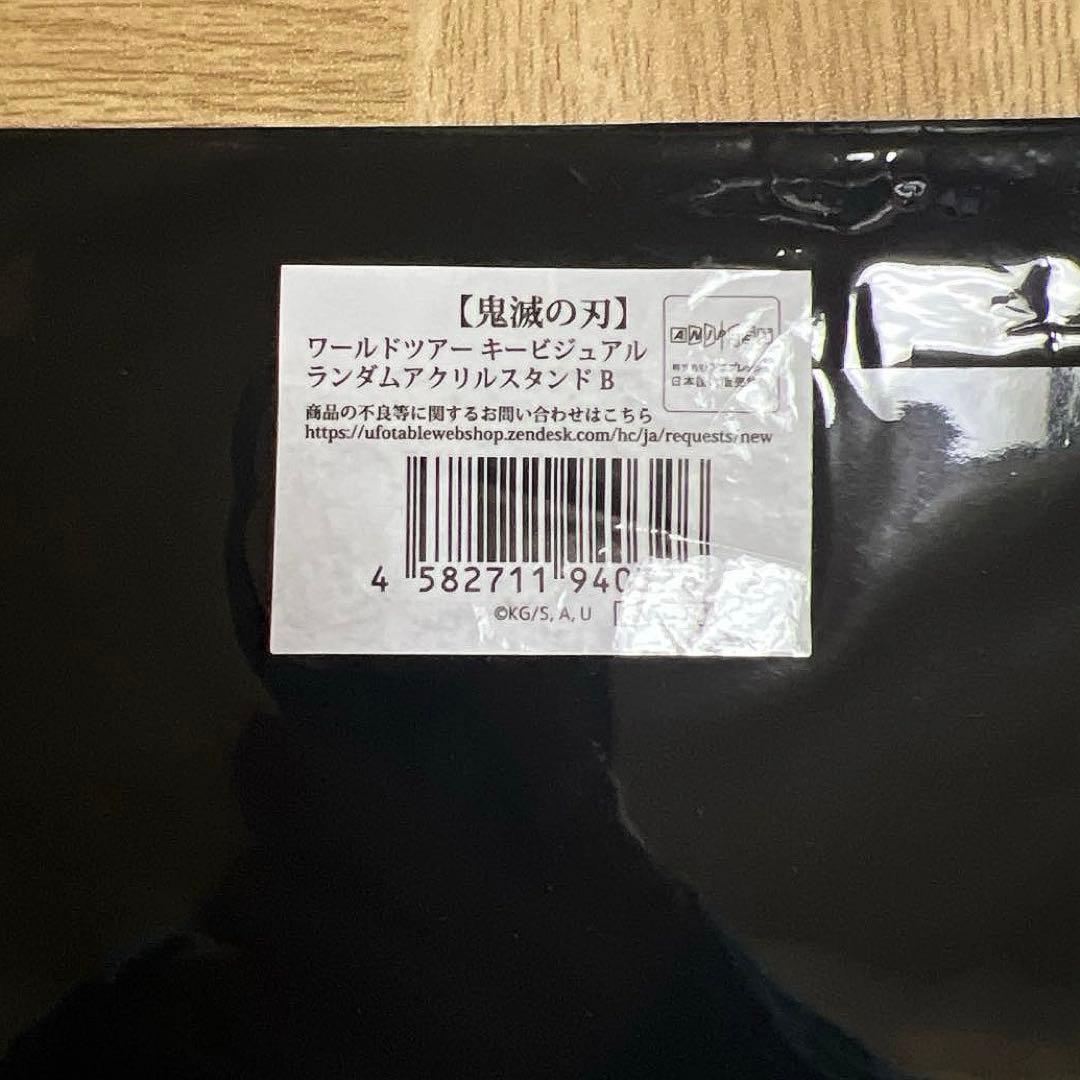 【鬼滅の刃】
ワールドツアー キービジュアル
ランダムアクリルスタンド B
商品の不良等に関するお問い合わせはこちら
https://ufotablewebshop.zendesk.com/hc/ja/requests/new
4 582711 940
©KG/S, A, U